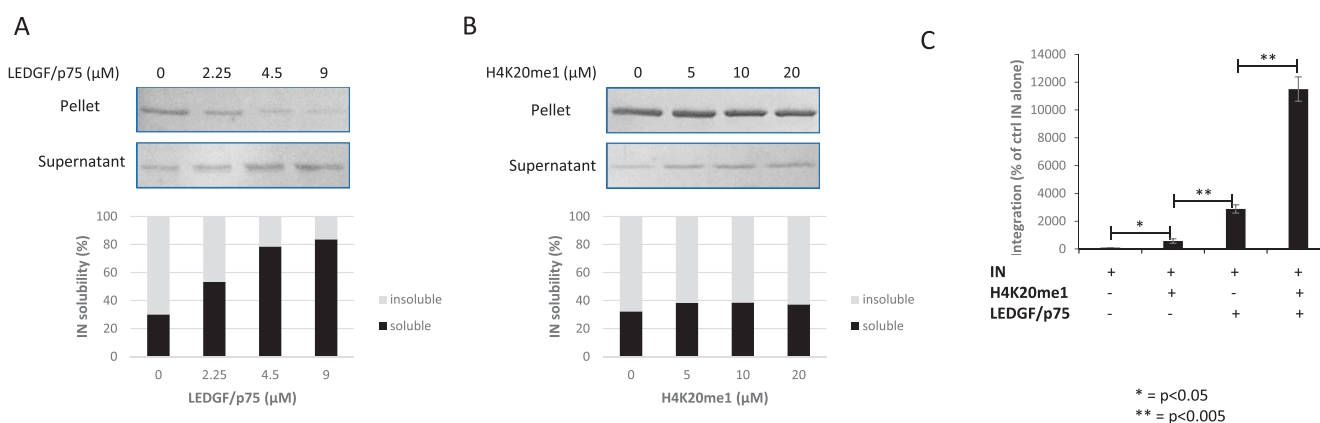 A
LEDGF/p75 (μM) 0 2.25 4.5 9
Pellet
Supernatant
IN solubility (%)
100
80
60
40
20
0
0 2.25 4.5 9
LEDGF/p75 (μM)
insoluble
soluble
B
H4K20me1 (μM) 0 5 10 20
Pellet
Supernatant
IN solubility (%)
100
80
60
40
20
0
0 5 10 20
H4K20me1 (μM)
insoluble
soluble
C
Integration (% of ctrl IN alone)
14000
12000
10000
8000
6000
4000
2000
0
*
**
**
IN + + + +
H4K20me1 - + - +
LEDGF/p75 - - + +
* = p<0.05
** = p<0.005